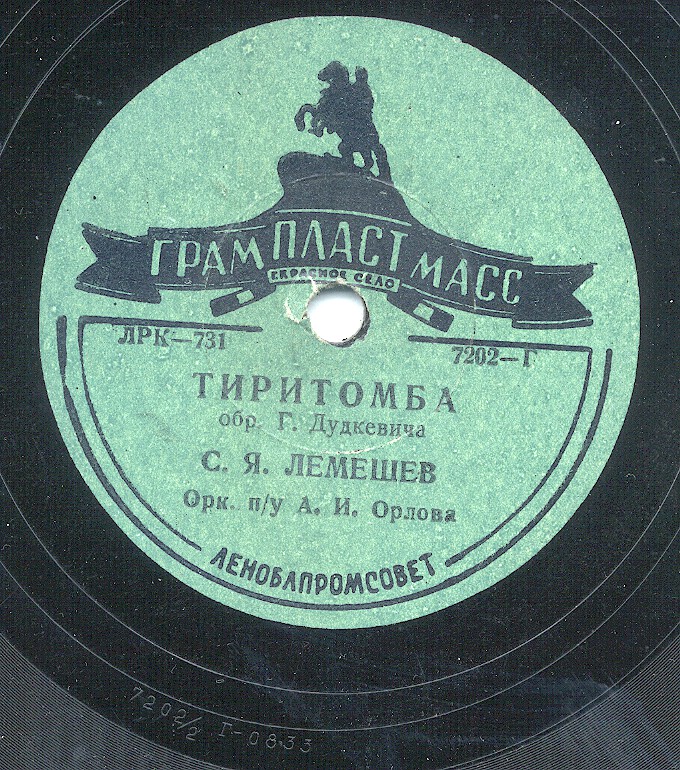 ГРАМПЛАСТМАСС
КРАСНОЕ СЕЛО
ЛРК—731
7202—Г
ТИРИТОМБА
обр. Г. Дудкевича
С. Я. ЛЕМЕШЕВ
Орк. п/у А. И. Орлова
ЛЕНОБЛПРОМСОВЕТ
7202/2 Г-0833